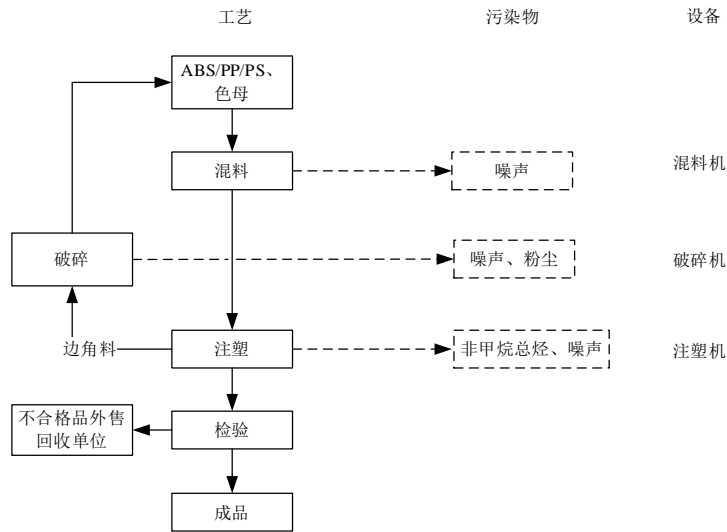 工艺
污染物
设备
ABS/PP/PS、
色母
混料
噪声
混料机
破碎
噪声、粉尘
破碎机
边角料
注塑
非甲烷总烃、噪声
注塑机
不合格品外售
回收单位
检验
成品